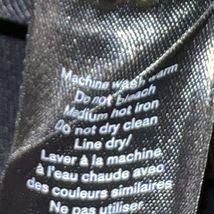 Machine wash, warm
Do not bleach
Medium hot iron
Do not dry clean
Line dry/
Laver à la machine
à l'eau chaude avec
des couleurs similaires
Ne pas utiliser